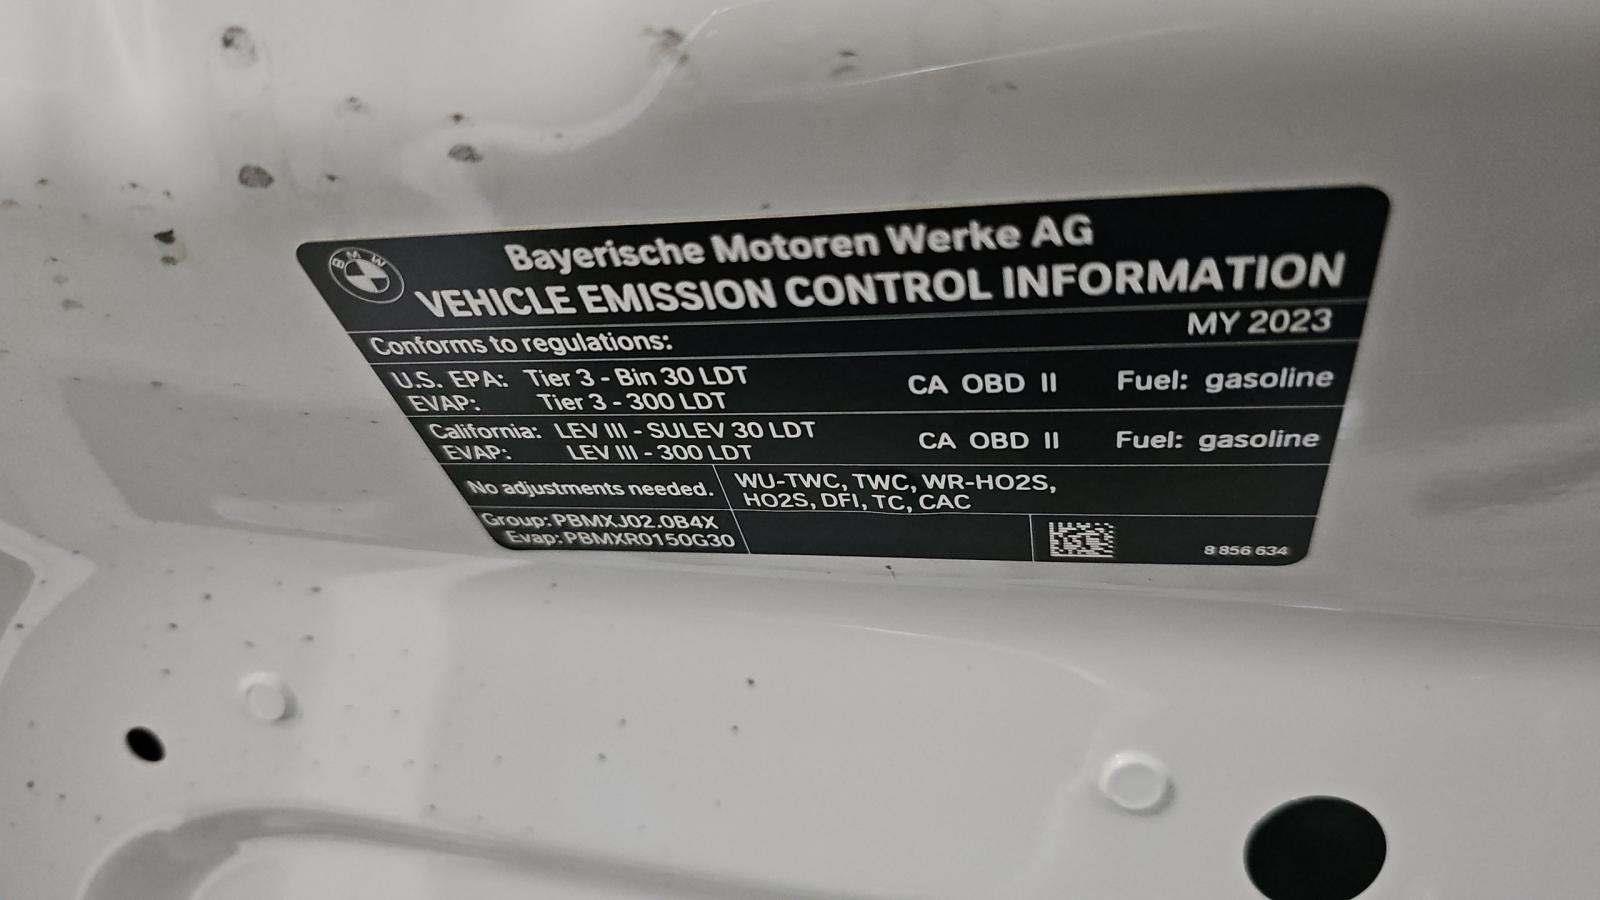 BMW
Bayerische Motoren Werke AG
VEHICLE EMISSION CONTROL INFORMATION
MY 2023
Conforms to regulations:
U.S. EPA: Tier 3 - Bin 30 LDT CA OBD II Fuel: gasoline
EVAP: Tier 3 - 300 LDT
California: LEV III - SULEV 30 LDT CA OBD II Fuel: gasoline
EVAP: LEV III - 300 LDT
No adjustments needed. WU-TWC, TWC, WR-HO2S,
HO2S, DFI, TC, CAC
Group: PBMXJ02.0B4X
Evap: PBMXR0150G30
8 856 634